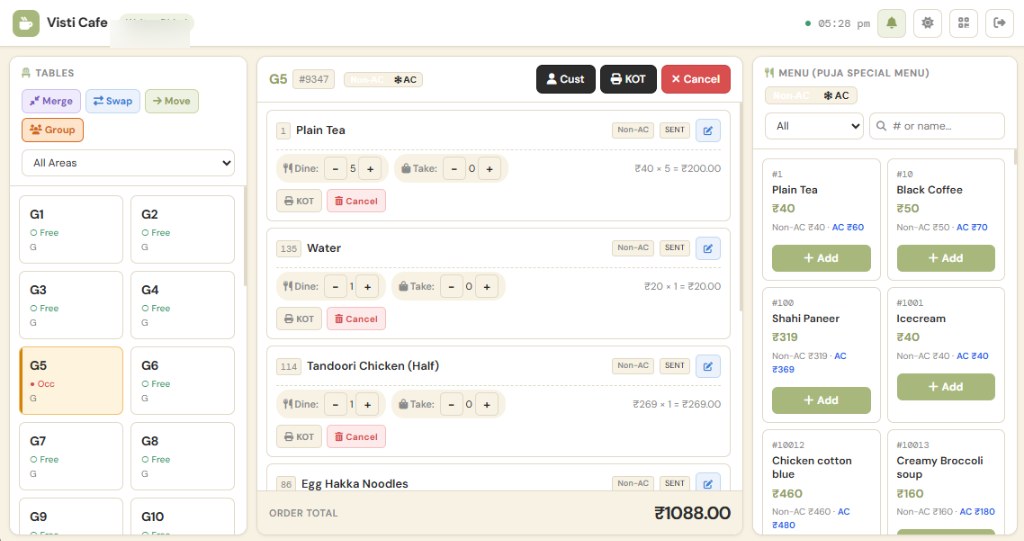 Visti Cafe
05:28 pm
TABLES
Merge
Swap
Move
Group
All Areas
G1
Free
G
G2
Free
G
G3
Free
G
G4
Free
G
G5
Occ
G
G6
Free
G
G7
Free
G
G8
Free
G
G9
Free
G10
Free
G5 #9347 Non-AC AC
Cust
KOT
Cancel
1 Plain Tea Non-AC SENT
Dine: - 5 + Take: - 0 + ₹40 × 5 = ₹200.00
KOT Cancel
135 Water Non-AC SENT
Dine: - 1 + Take: - 0 + ₹20 × 1 = ₹20.00
KOT Cancel
114 Tandoori Chicken (Half) Non-AC SENT
Dine: - 1 + Take: - 0 + ₹269 × 1 = ₹269.00
KOT Cancel
86 Egg Hakka Noodles Non-AC SENT
ORDER TOTAL ₹1088.00
MENU (PUJA SPECIAL MENU)
Non-AC AC
All
# or name...
#1
Plain Tea
₹40
Non-AC ₹40 · AC ₹60
+ Add
#10
Black Coffee
₹50
Non-AC ₹50 · AC ₹70
+ Add
#100
Shahi Paneer
₹319
Non-AC ₹319 · AC
₹369
+ Add
#1001
Icecream
₹40
Non-AC ₹40 · AC ₹40
+ Add
#10012
Chicken cotton
blue
₹460
Non-AC ₹460 · AC
₹480
#10013
Creamy Broccoli
soup
₹160
Non-AC ₹160 · AC ₹180